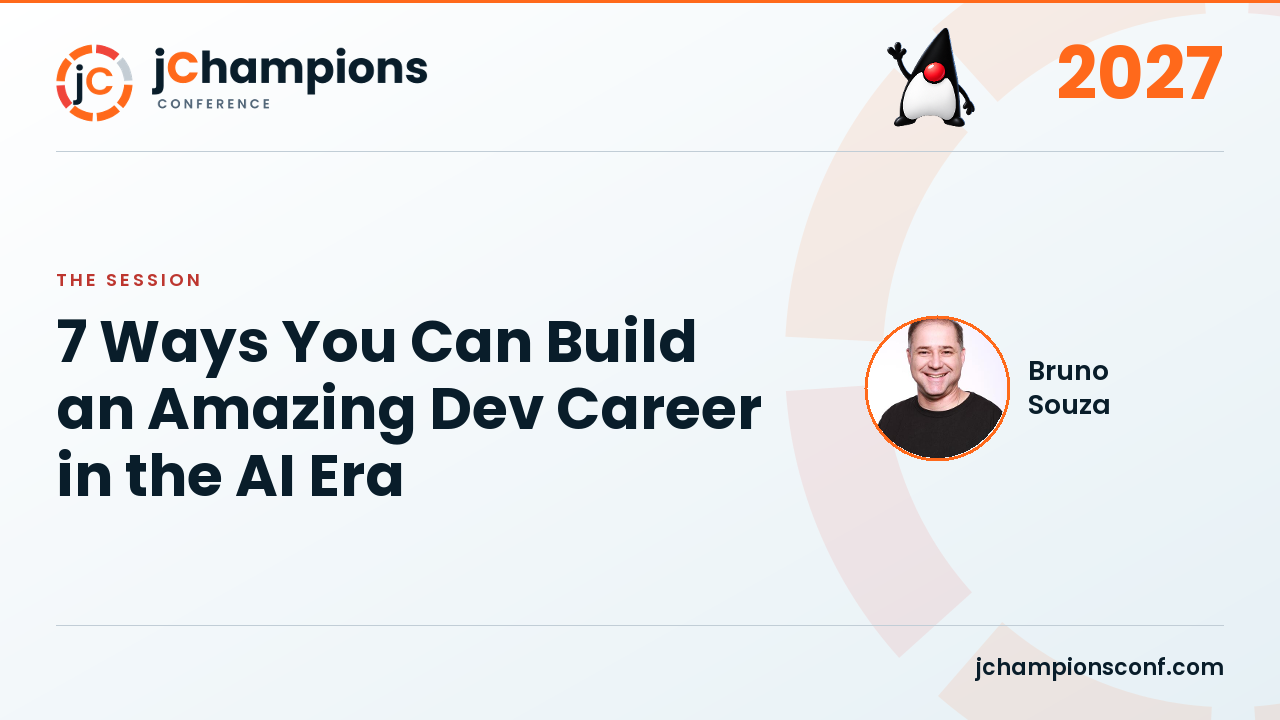 jC jChampions
CONFERENCE
2027
THE SESSION
7 Ways You Can Build
an Amazing Dev Career
in the AI Era
Bruno
Souza
jchampionsconf.com